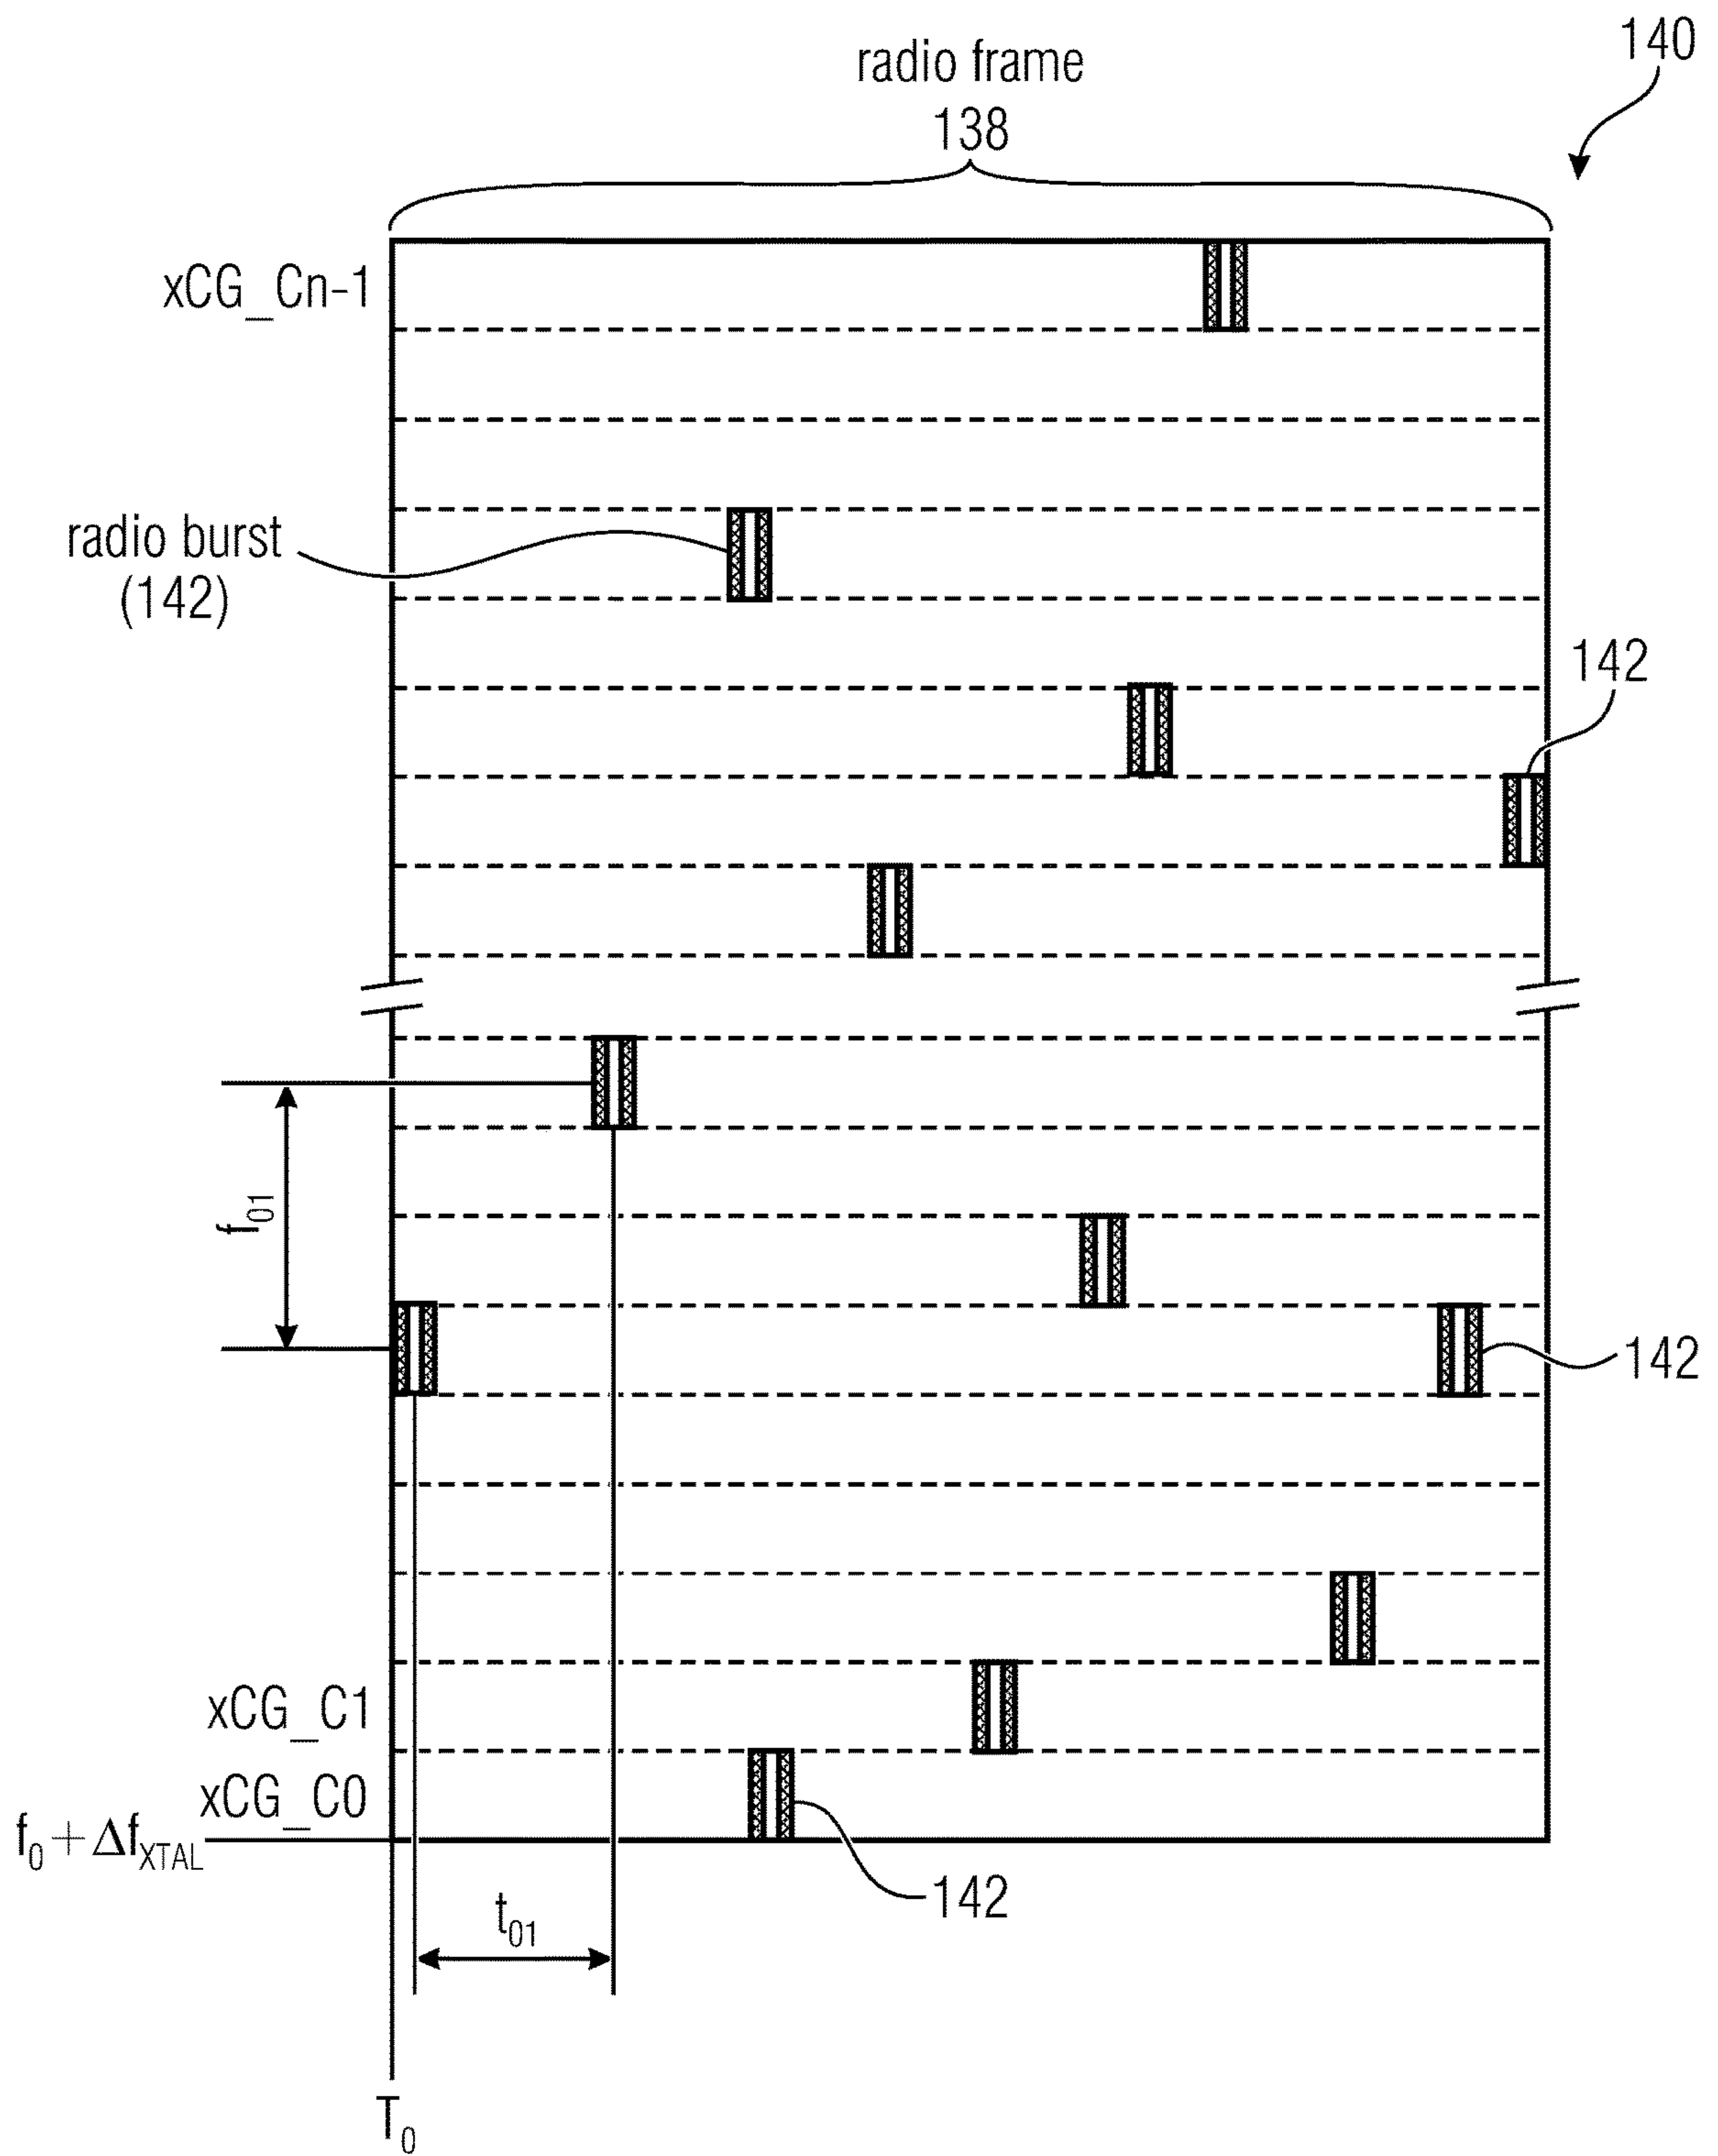 140
radio frame
138
xCG_Cn-1
radio burst
(142)
142
f01
142
xCG_C1
xCG_C0
f0+ΔfXTAL
142
t01
T0